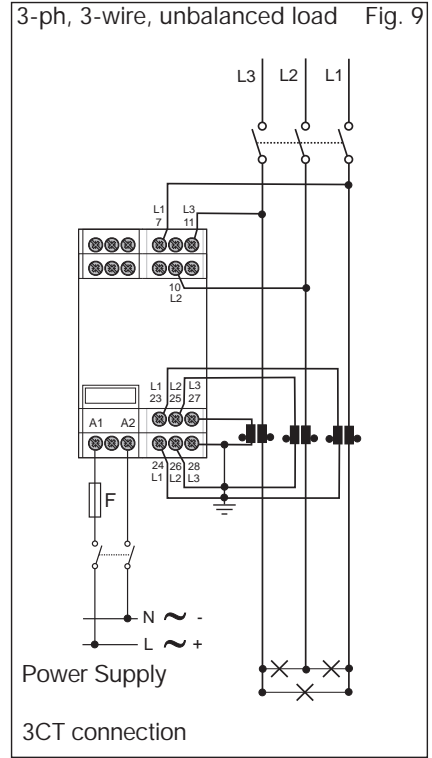 3-ph, 3-wire, unbalanced load Fig. 9
L3 L2 L1
L1 L3
7 11
10
L2
L1 L2 L3
23 25 27
A1 A2
24 26 28
L1 L2 L3
F
N ~ -
L ~ +
Power Supply
3CT connection